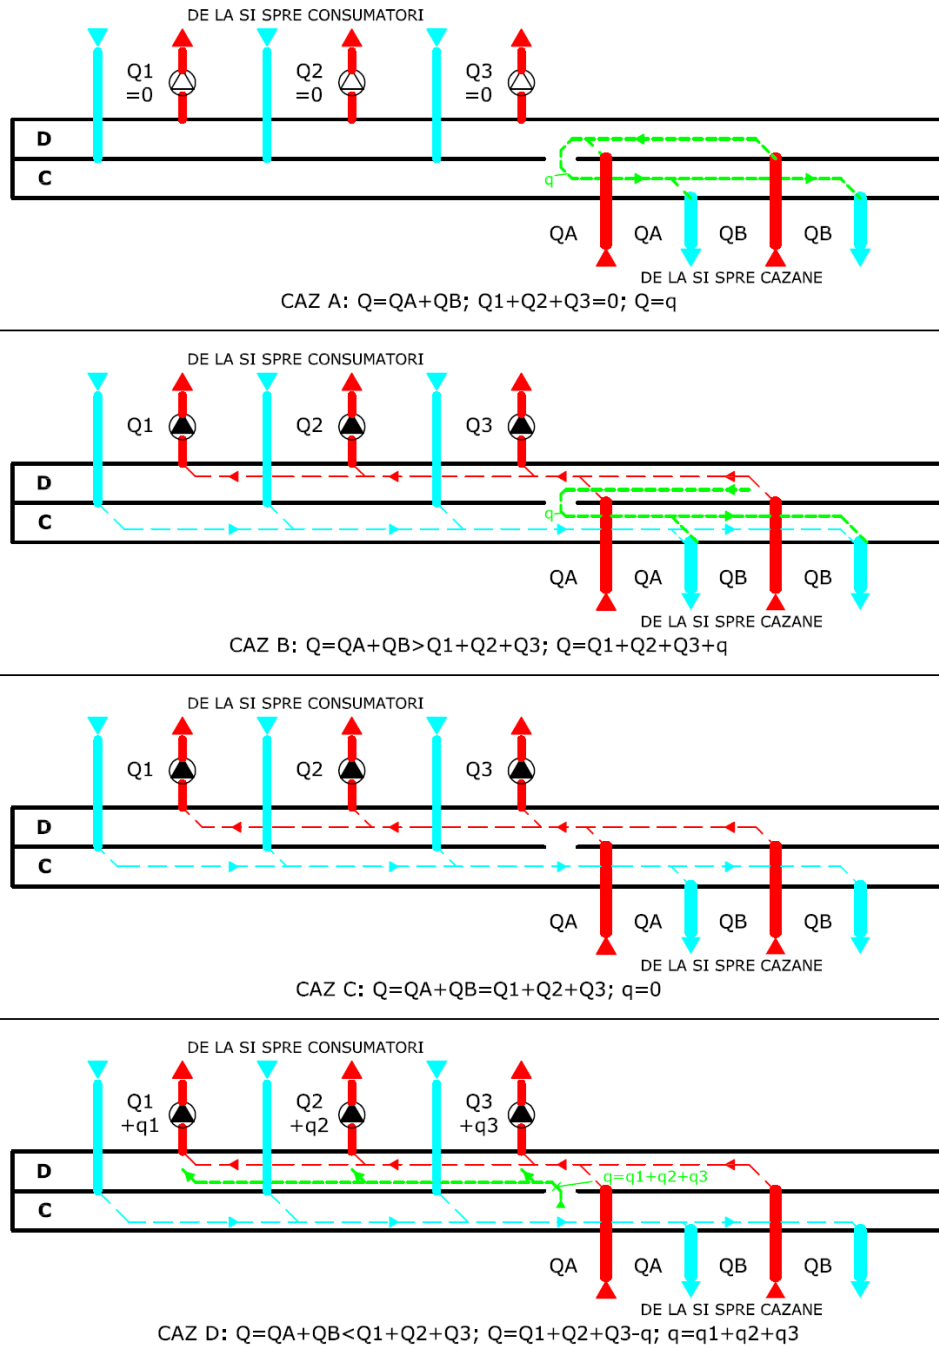 DE LA SI SPRE CONSUMATORI
Q1 Q2 Q3
=0 =0 =0
D
C
q
QA QA QB QB
DE LA SI SPRE CAZANE
CAZ A: Q=QA+QB; Q1+Q2+Q3=0; Q=q
DE LA SI SPRE CONSUMATORI
Q1 Q2 Q3
D
C
q
QA QA QB QB
DE LA SI SPRE CAZANE
CAZ B: Q=QA+QB>Q1+Q2+Q3; Q=Q1+Q2+Q3+q
DE LA SI SPRE CONSUMATORI
Q1 Q2 Q3
D
C
QA QA QB QB
DE LA SI SPRE CAZANE
CAZ C: Q=QA+QB=Q1+Q2+Q3; q=0
DE LA SI SPRE CONSUMATORI
Q1 Q2 Q3
+q1 +q2 +q3
D
q=q1+q2+q3
C
QA QA QB QB
DE LA SI SPRE CAZANE
CAZ D: Q=QA+QB<Q1+Q2+Q3; Q=Q1+Q2+Q3-q; q=q1+q2+q3